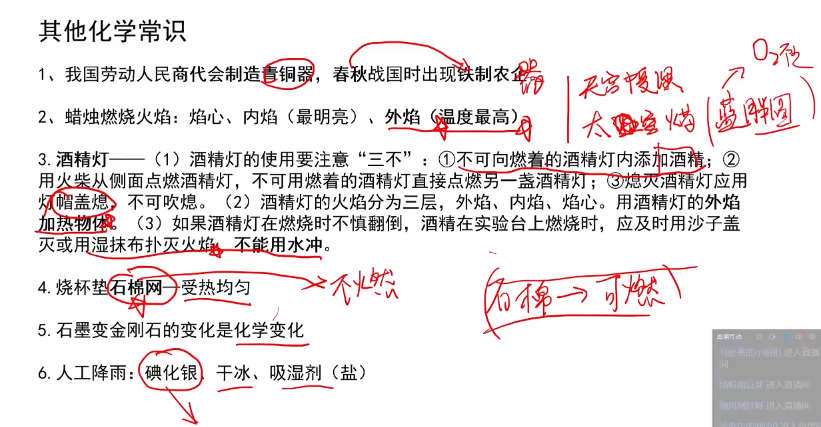 其他化学常识
1、我国劳动人民商代会制造青铜器，春秋战国时出现铁制农
器
2、蜡烛燃烧火焰：焰心、内焰（最明亮）、外焰（温度最高）
O₂
太空
蓝
圆
3. 酒精灯——（1）酒精灯的使用要注意“三不”：①不可向燃着的酒精灯内添加酒精；②
用火柴从侧面点燃酒精灯，不可用燃着的酒精灯直接点燃另一盏酒精灯；③熄灭酒精灯应用
灯帽盖熄，不可吹熄。（2）酒精灯的火焰分为三层，外焰、内焰、焰心。用酒精灯的外焰
加热物体。（3）如果酒精灯在燃烧时不慎翻倒，酒精在实验台上燃烧时，应及时用沙子盖
灭或用湿抹布扑灭火焰，不能用水冲。
4. 烧杯垫石棉网—受热均匀
不燃
石棉→可燃
5. 石墨变金刚石的变化是化学变化
6. 人工降雨：碘化银、干冰、吸湿剂（盐）
直播互动
进入直播
间
进入直播间
进入直播间